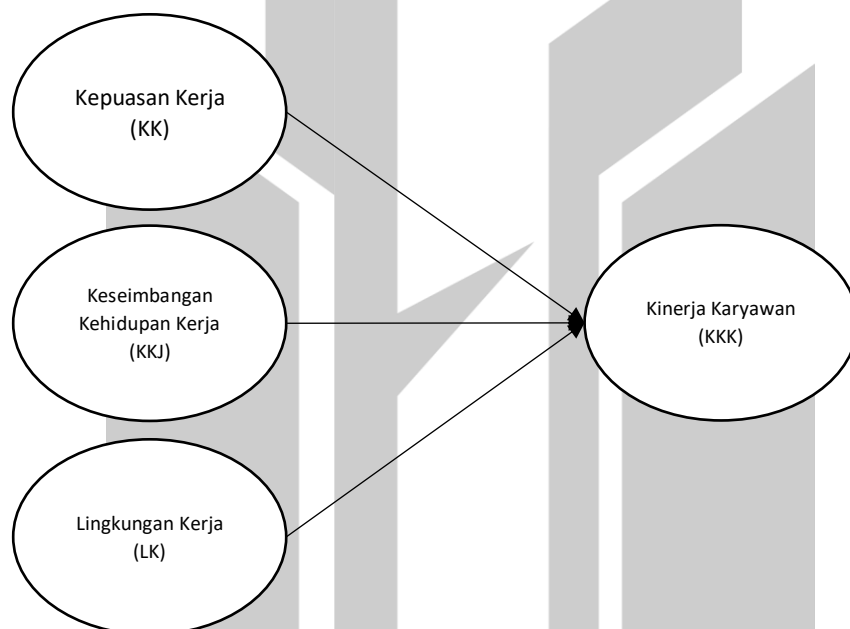 Kepuasan Kerja
(KK)
Keseimbangan
Kehidupan Kerja
(KKJ)
Kinerja Karyawan
(KKK)
Lingkungan Kerja
(LK)